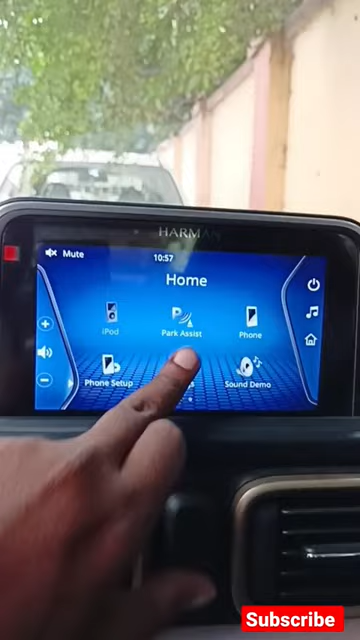 HARMAN
Mute
10:57
Home
iPod
Park Assist
Phone
Phone Setup
Sound Demo
Subscribe